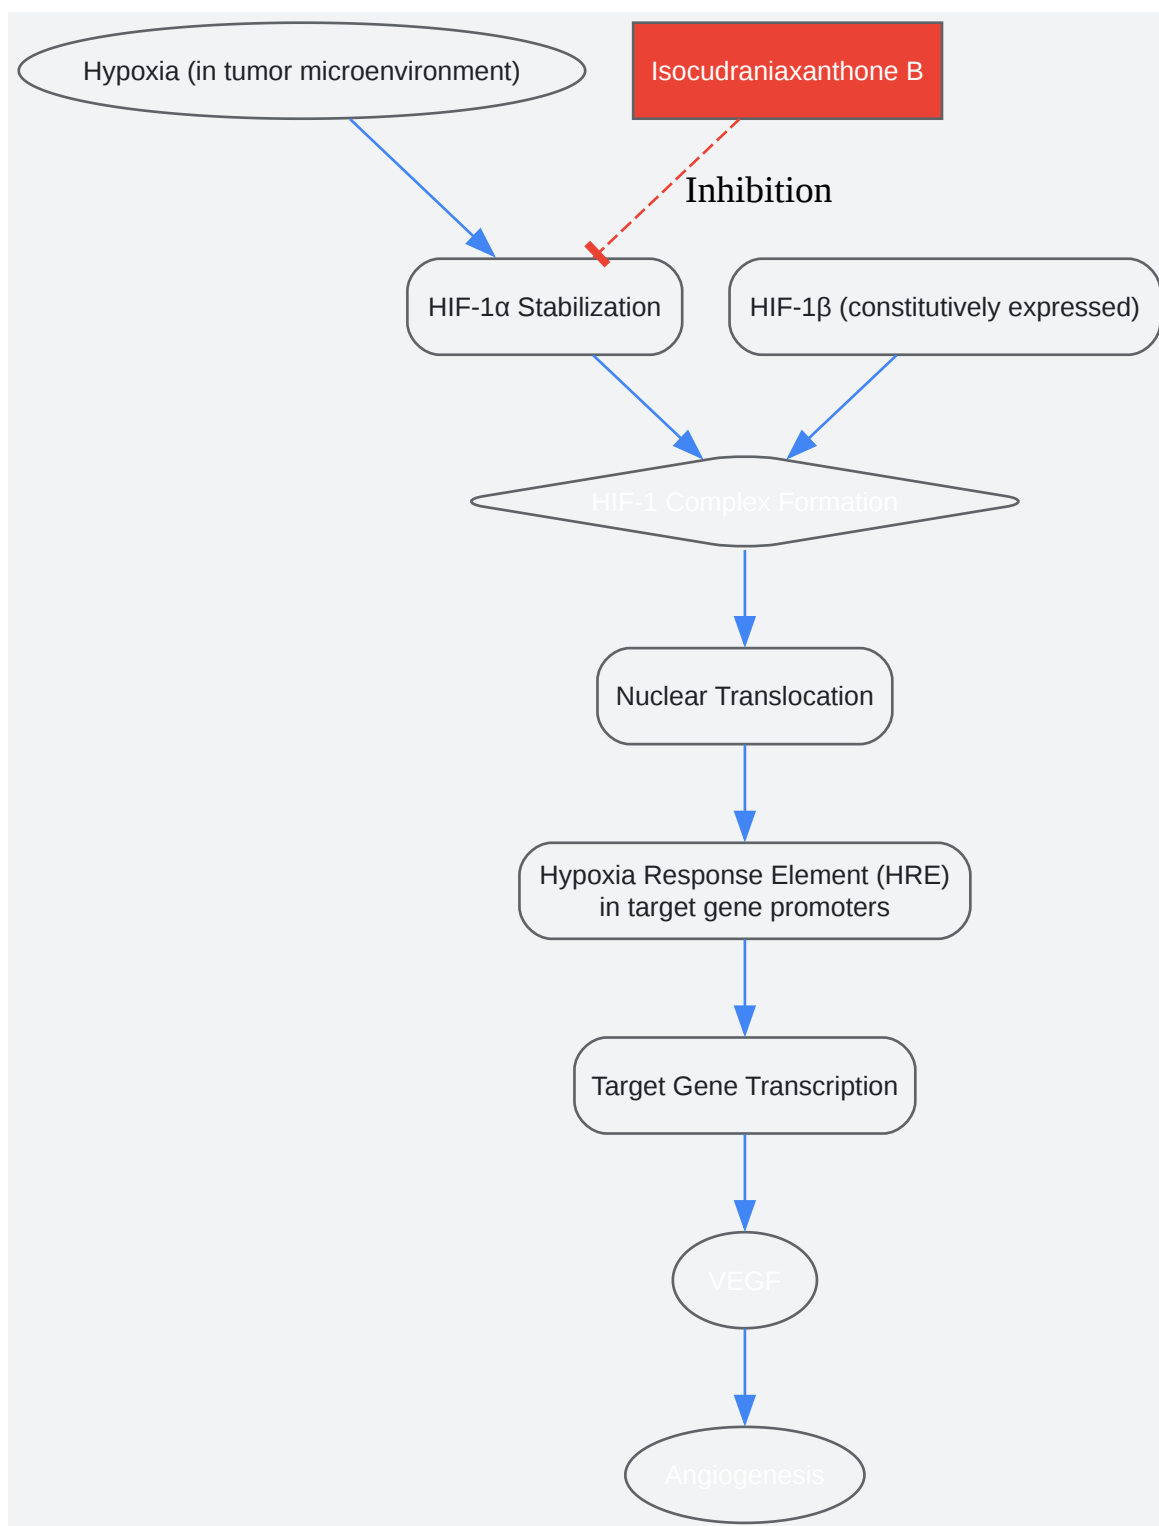 Hypoxia (in tumor microenvironment)
Isocudraniaxanthone B
Inhibition
HIF-1α Stabilization
HIF-1β (constitutively expressed)
HIF-1 Complex Formation
Nuclear Translocation
Hypoxia Response Element (HRE)
in target gene promoters
Target Gene Transcription
VEGF
Angiogenesis